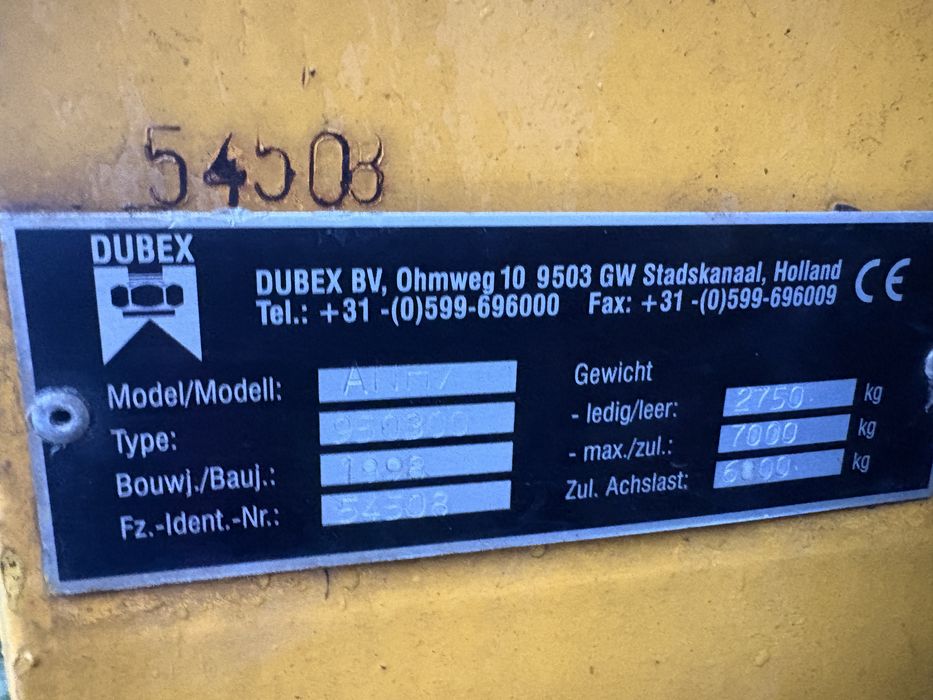 54508
DUBEX
DUBEX BV, Ohmweg 10 9503 GW Stadskanaal, Holland
Tel.: +31 -(0)599-696000 Fax: +31 -(0)599-696009
CE
Model/Modell:
Type:
Bouwj./Bauj.: 1998
Fz.-Ident.-Nr.: 54508
Gewicht
- ledig/leer: 2750 kg
- max./zul.: 7000 kg
Zul. Achslast: kg